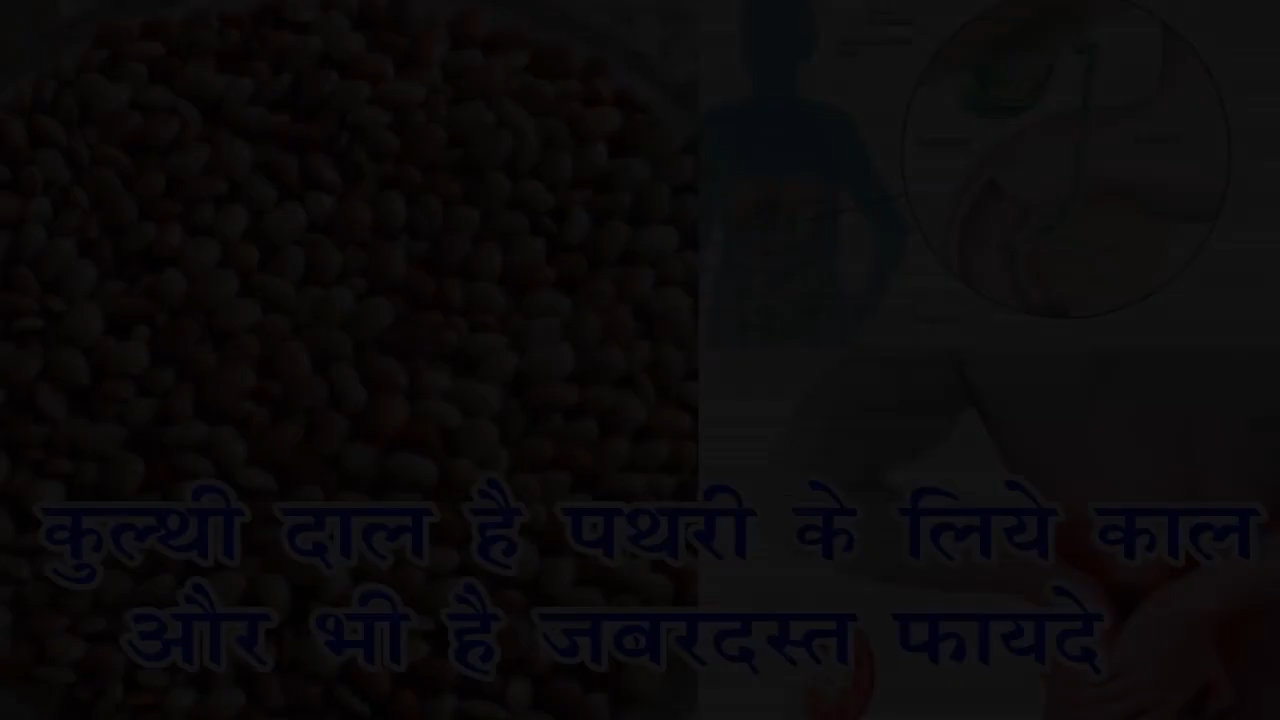 कुल्थी दाल है पथरी के लिये काल
और भी है जबरदस्त फायदे